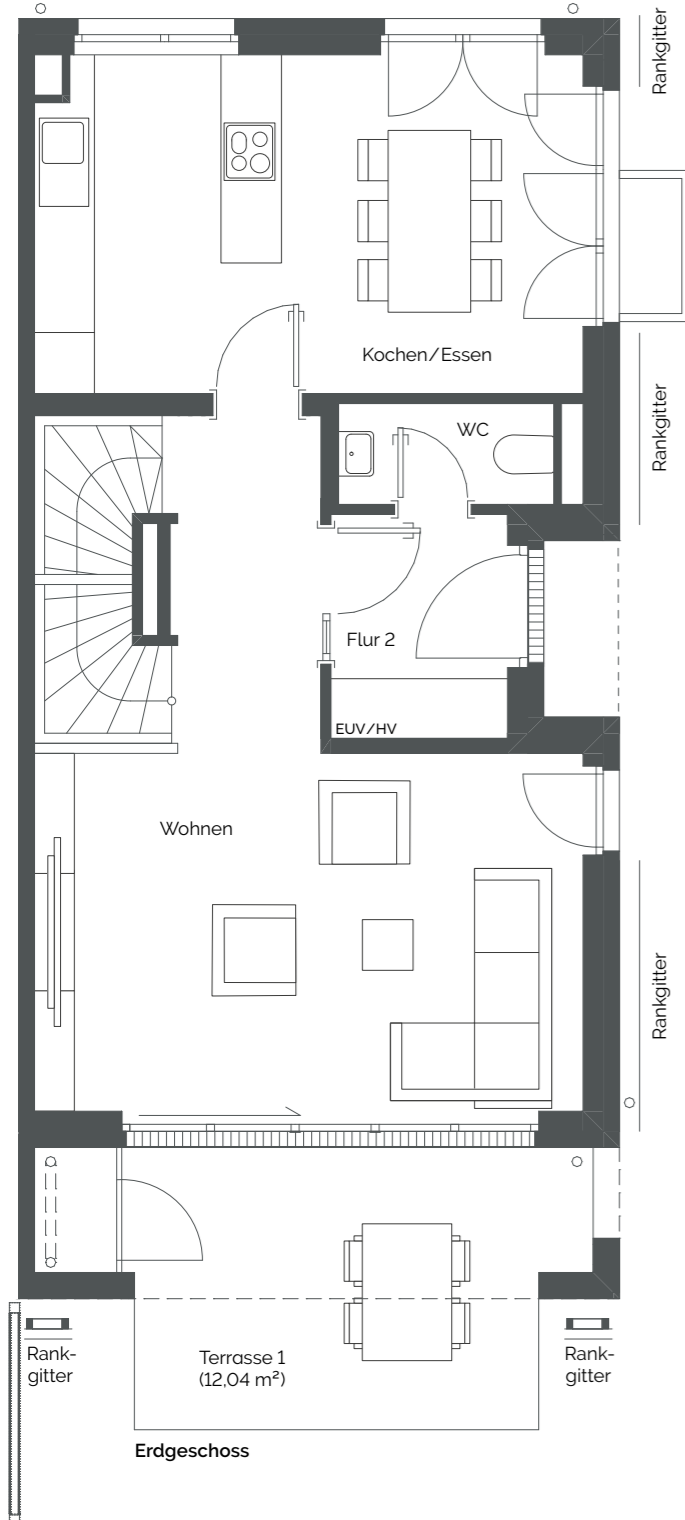 Rankgitter
Kochen/Essen
WC
Rankgitter
Flur 2
EUV/HV
Wohnen
Rankgitter
Rank-
gitter
Terrasse 1
(12,04 m²)
Rank-
gitter
Erdgeschoss